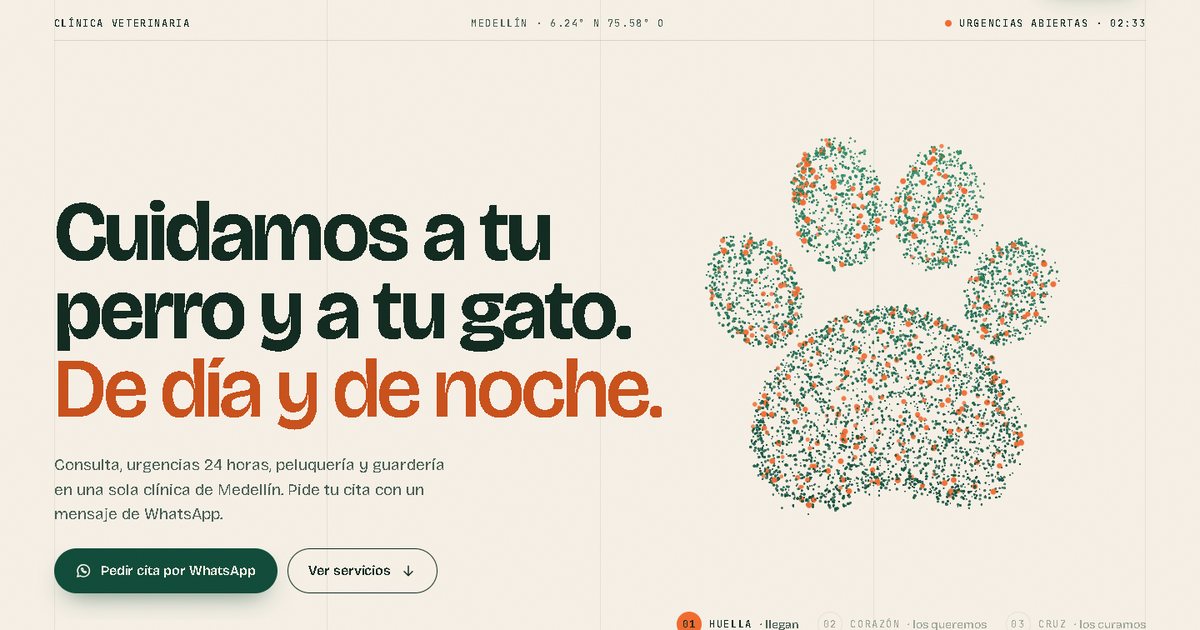 CLÍNICA VETERINARIA
MEDELLÍN · 6.24° N 75.58° O
URGENCIAS ABIERTAS · 02:33
Cuidamos a tu
perro y a tu gato.
De día y de noche.
Consulta, urgencias 24 horas, peluquería y guardería
en una sola clínica de Medellín. Pide tu cita con un
mensaje de WhatsApp.
Pedir cita por WhatsApp
Ver servicios ↓
01 HUELLA · llegan
02 CORAZÓN · los queremos
03 CRUZ · los curamos